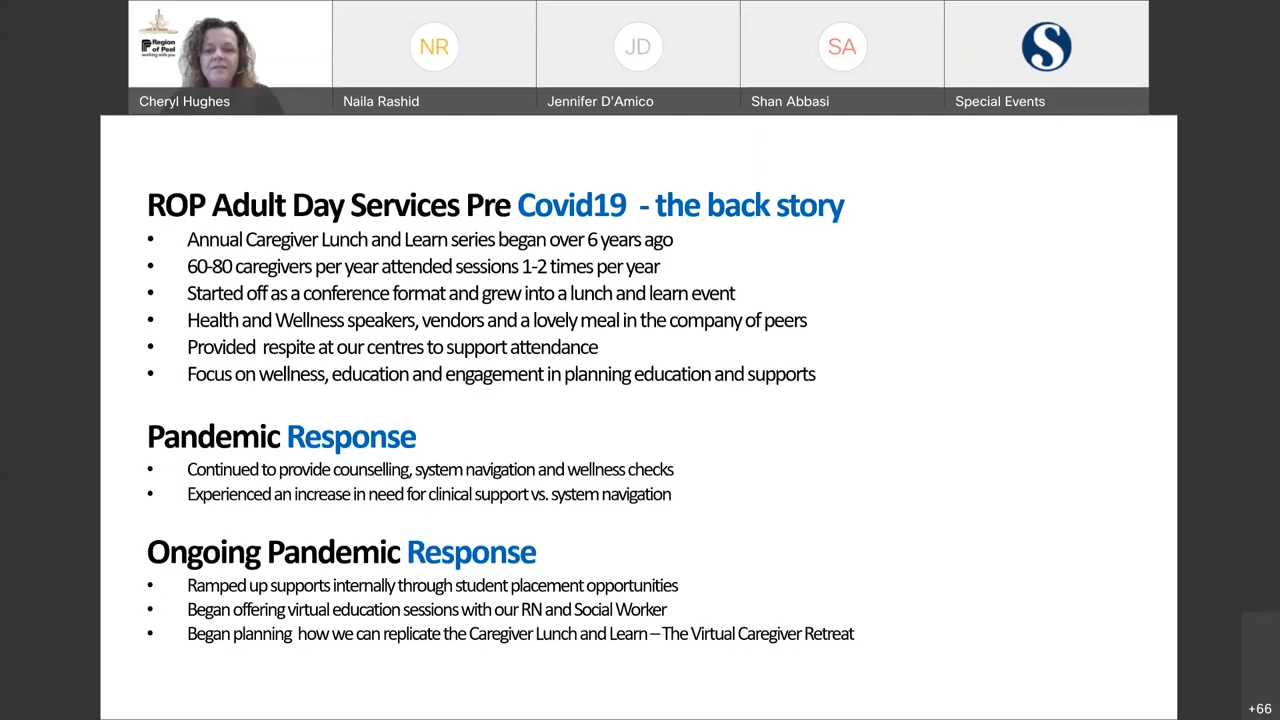 Region
of Peel
working with you
NR
JD
SA
S
Cheryl Hughes
Naila Rashid
Jennifer D'Amico
Shan Abbasi
Special Events
ROP Adult Day Services Pre Covid19 - the back story
• Annual Caregiver Lunch and Learn series began over 6 years ago
• 60-80 caregivers per year attended sessions 1-2 times per year
• Started off as a conference format and grew into a lunch and learn event
• Health and Wellness speakers, vendors and a lovely meal in the company of peers
• Provided respite at our centres to support attendance
• Focus on wellness, education and engagement in planning education and supports
Pandemic Response
• Continued to provide counselling, system navigation and wellness checks
• Experienced an increase in need for clinical support vs. system navigation
Ongoing Pandemic Response
• Ramped up supports internally through student placement opportunities
• Began offering virtual education sessions with our RN and Social Worker
• Began planning how we can replicate the Caregiver Lunch and Learn – The Virtual Caregiver Retreat
+66